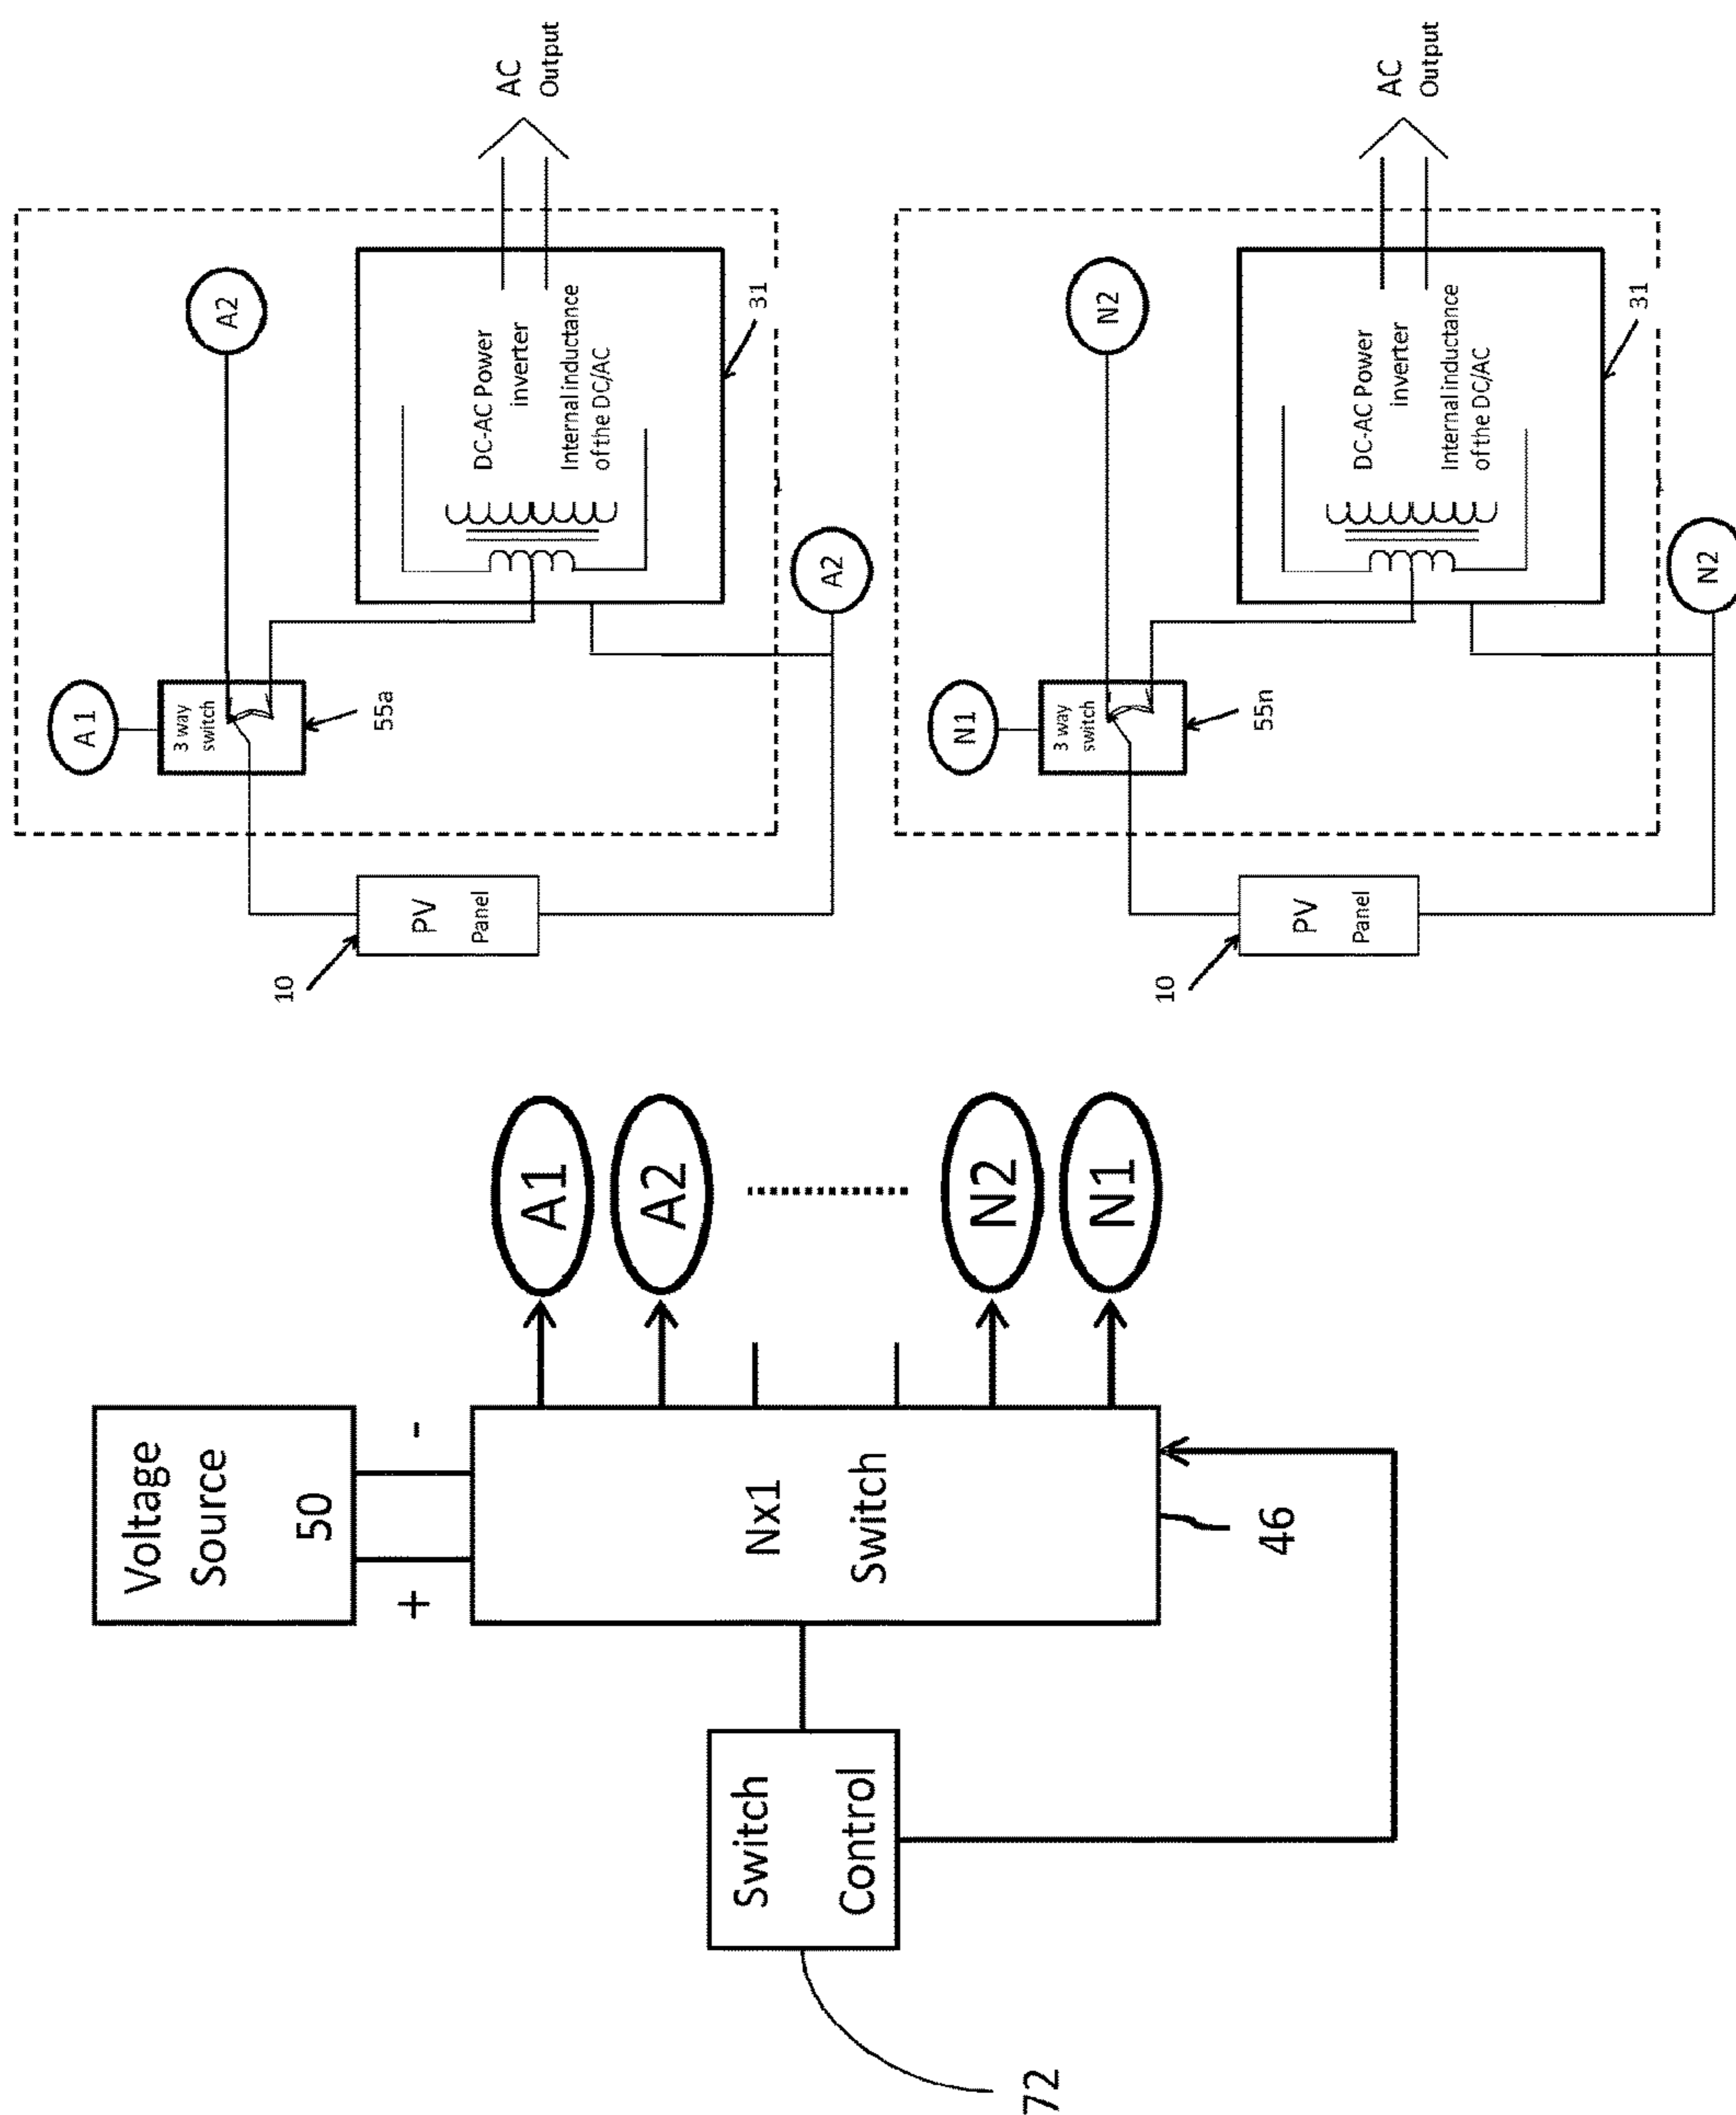 72
Switch
Control
Voltage
Source
50
+ -
Nx1
Switch
46
A1
A2
N2
N1
10
PV
Panel
A 1
3 way
switch
55a
A2
A2
DC-AC Power
inverter
Internal inductance
of the DC/AC
31
AC
Output
10
PV
Panel
N1
3 way
switch
55n
N2
N2
DC-AC Power
inverter
Internal inductance
of the DC/AC
31
AC
Output